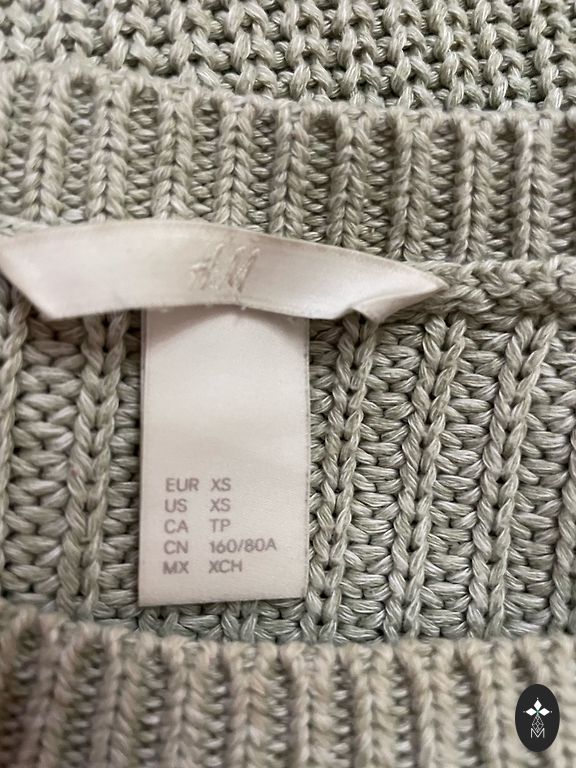 H&M
EUR XS
US XS
CA TP
CN 160/80A
MX XCH
M